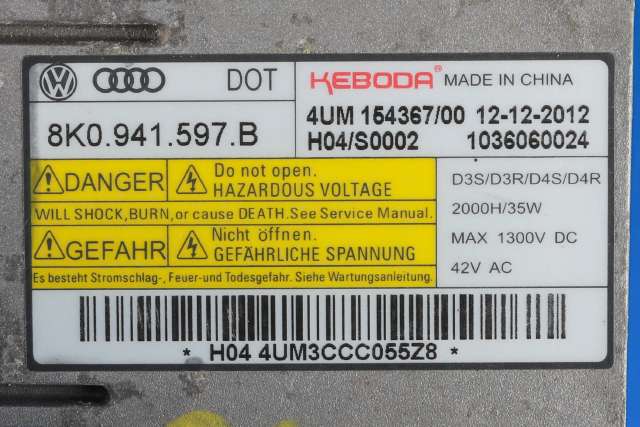 DOT
KEBODA® MADE IN CHINA
8K0.941.597.B
4UM 154367/00 12-12-2012
H04/S0002 1036060024
DANGER
Do not open.
HAZARDOUS VOLTAGE
WILL SHOCK,BURN,or cause DEATH.See Service Manual.
GEFAHR
Nicht öffnen.
GEFÄHRLICHE SPANNUNG
Es besteht Stromschlag-, Feuer-und Todesgefahr. Siehe Wartungsanleitung.
D3S/D3R/D4S/D4R
2000H/35W
MAX 1300V DC
42V AC
* H04 4UM3CCC055Z8 *